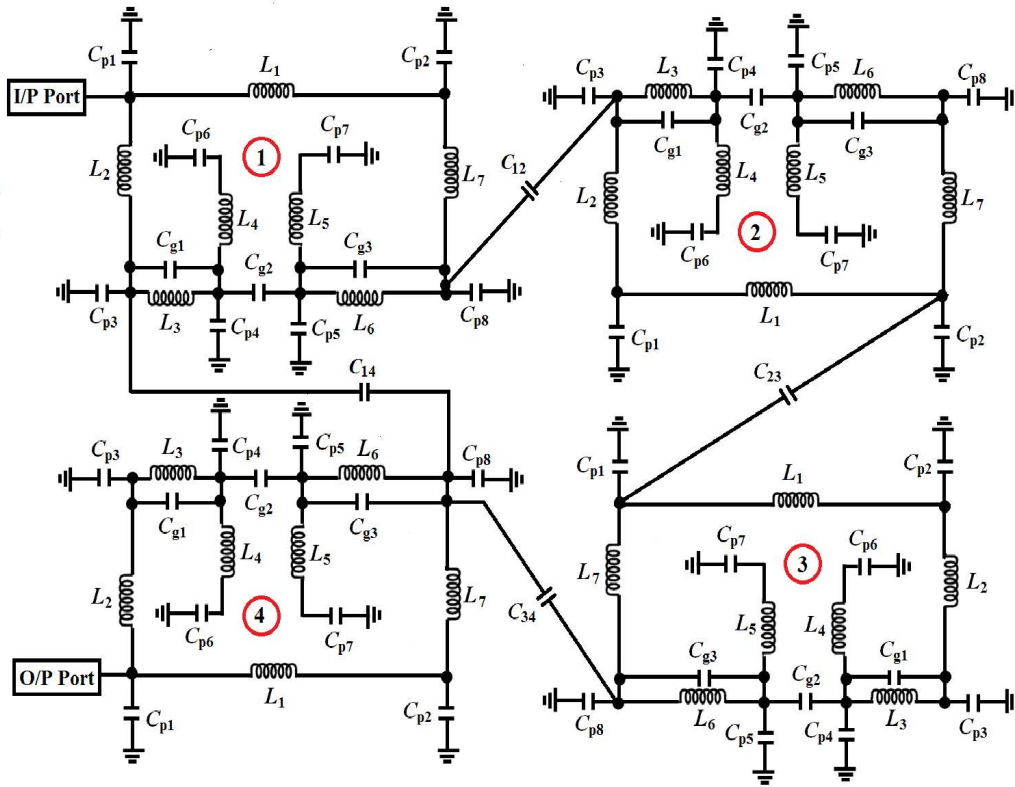 Cp1 L1 Cp2
I/P Port
L2 Cp6 1 Cp7 L7
L4 L5
Cg1 Cg2 Cg3
Cp3 L3 Cp4 Cp5 L6 Cp8
C12
Cp3 L3 Cp4 Cp5 L6 Cp8
Cg1 Cg2 Cg3
L2 L4 L5 L7
Cp6 2 Cp7
L1
Cp1 Cp2
C14
C23
Cp3 L3 Cp4 Cp5 L6 Cp8
Cg1 Cg2 Cg3
L2 L4 L5 L7
Cp6 4 Cp7
O/P Port
L1
Cp1 Cp2
C34
Cp1 L1 Cp2
L7 Cp7 3 Cp6 L2
L5 L4
Cg3 Cg2 Cg1
Cp8 L6 Cp5 Cp4 L3 Cp3